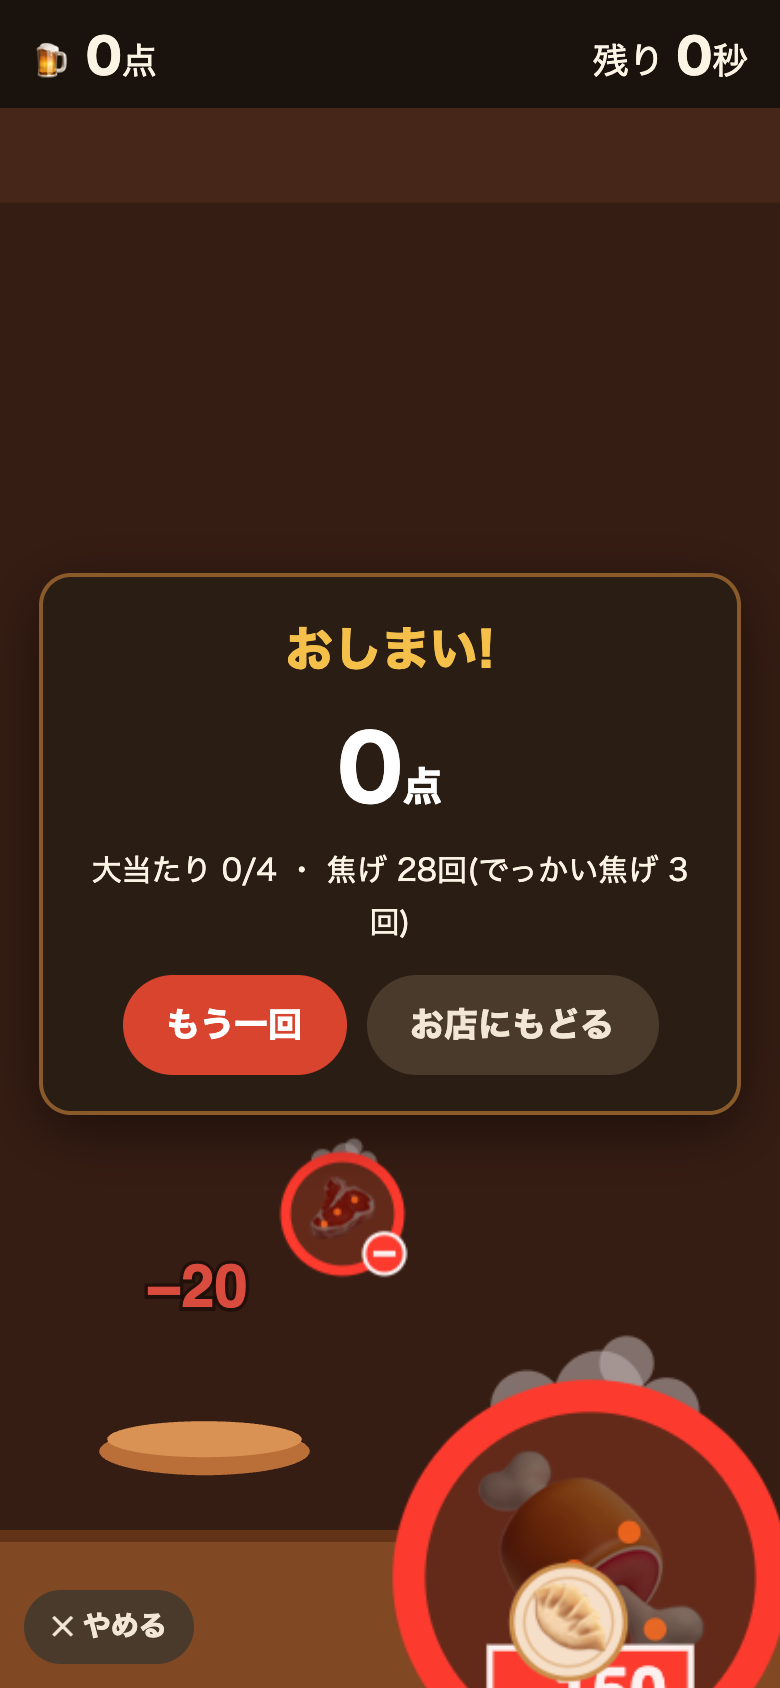 0点
残り 0秒
おしまい!
0点
大当たり 0/4 ・ 焦げ 28回(でっかい焦げ 3
回)
もう一回
お店にもどる
−20
× やめる